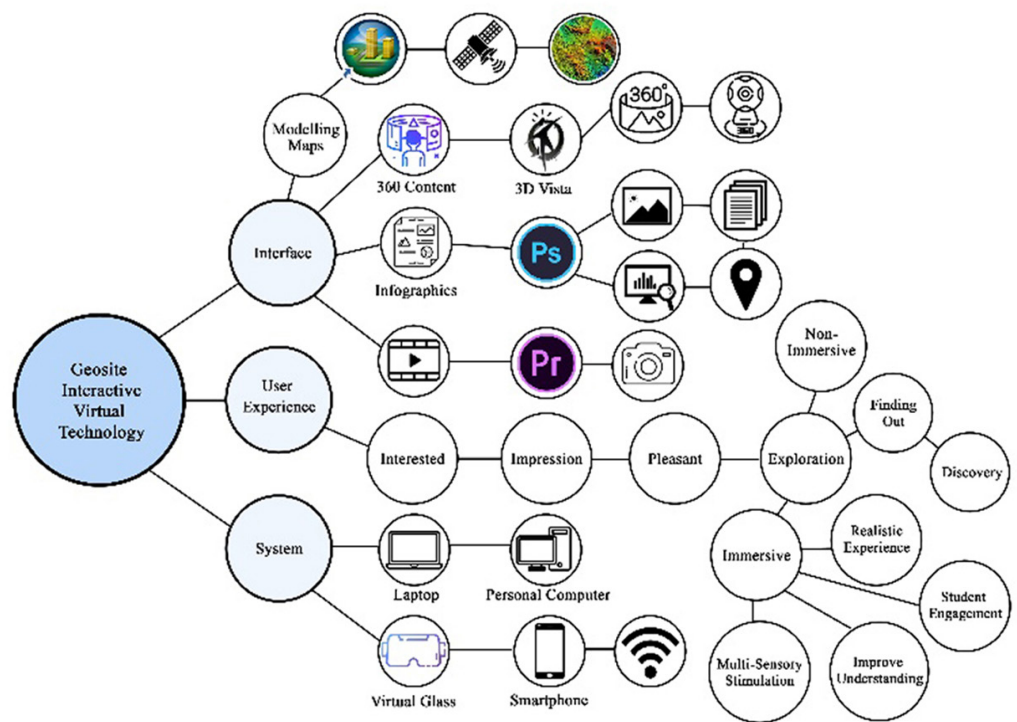 Modelling
Maps
360 Content
3D Vista
360°
360
Interface
Infographics
Ps
Pr
Geosite
Interactive
Virtual
Technology
User
Experience
Interested
Impression
Pleasant
Exploration
Non-
Immersive
Finding
Out
Discovery
Immersive
Realistic
Experience
Student
Engagement
Improve
Understanding
Multi-Sensory
Stimulation
System
Laptop
Personal Computer
Virtual Glass
Smartphone